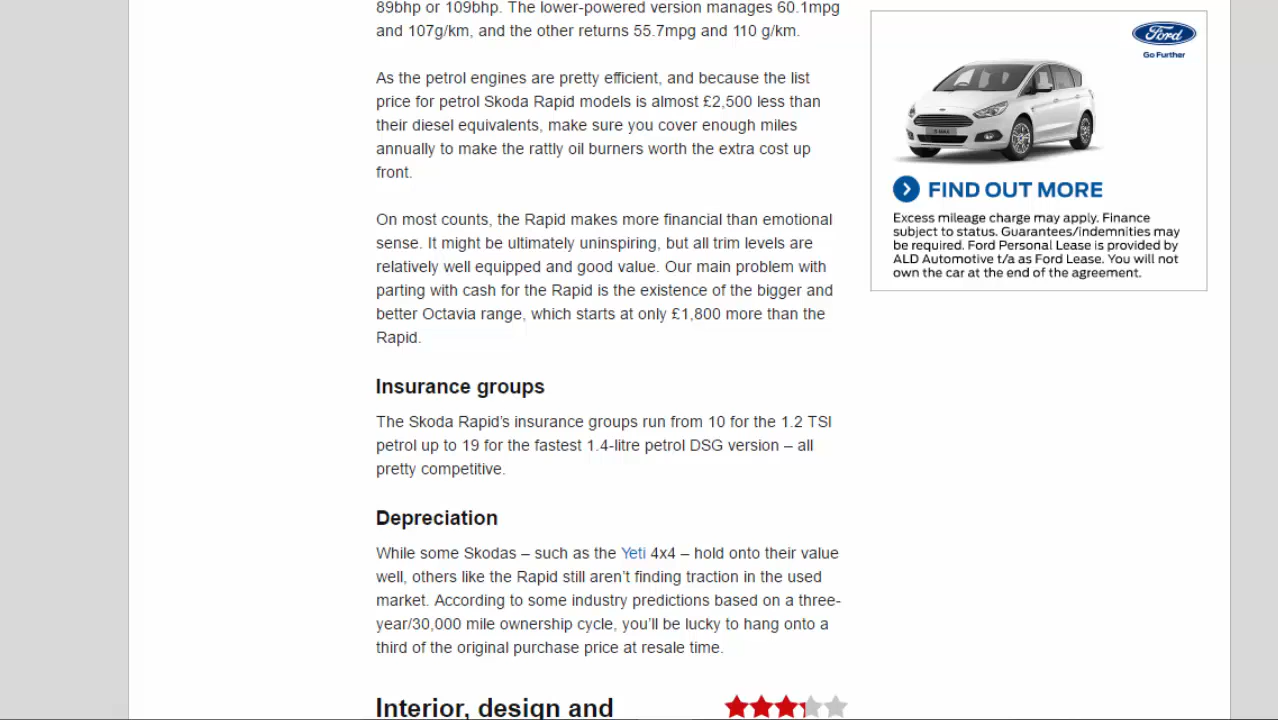 89bhp or 109bhp. The lower-powered version manages 60.1mpg
and 107g/km, and the other returns 55.7mpg and 110 g/km.
As the petrol engines are pretty efficient, and because the list
price for petrol Skoda Rapid models is almost £2,500 less than
their diesel equivalents, make sure you cover enough miles
annually to make the rattly oil burners worth the extra cost up
front.
On most counts, the Rapid makes more financial than emotional
sense. It might be ultimately uninspiring, but all trim levels are
relatively well equipped and good value. Our main problem with
parting with cash for the Rapid is the existence of the bigger and
better Octavia range, which starts at only £1,800 more than the
Rapid.
Insurance groups
The Skoda Rapid’s insurance groups run from 10 for the 1.2 TSI
petrol up to 19 for the fastest 1.4-litre petrol DSG version – all
pretty competitive.
Depreciation
While some Skodas – such as the Yeti 4x4 – hold onto their value
well, others like the Rapid still aren’t finding traction in the used
market. According to some industry predictions based on a three-
year/30,000 mile ownership cycle, you’ll be lucky to hang onto a
third of the original purchase price at resale time.
Interior, design and
Ford
Go Further
FIND OUT MORE
Excess mileage charge may apply. Finance
subject to status. Guarantees/indemnities may
be required. Ford Personal Lease is provided by
ALD Automotive t/a as Ford Lease. You will not
own the car at the end of the agreement.